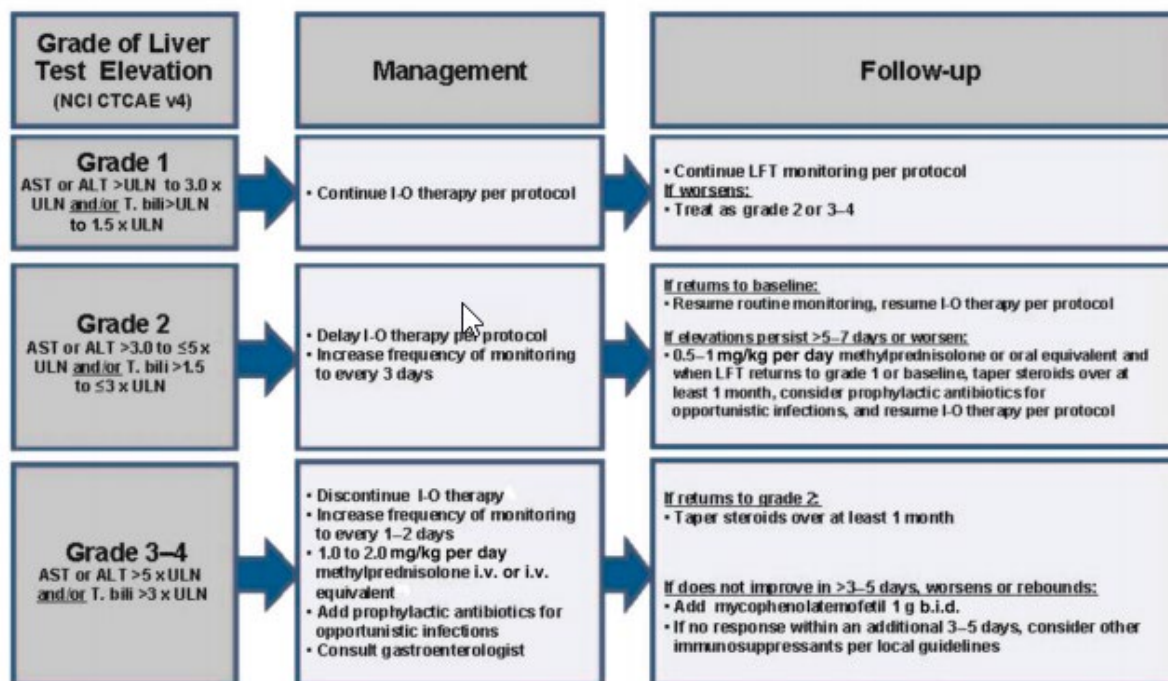 Grade of Liver
Test Elevation
(NCI CTCAE v4)
Management
Follow-up
Grade 1
AST or ALT >ULN to 3.0 x
ULN and/or T. bili>ULN
to 1.5 x ULN
• Continue I-O therapy per protocol
• Continue LFT monitoring per protocol
If worsens:
• Treat as grade 2 or 3–4
Grade 2
AST or ALT >3.0 to ≤5 x
ULN and/or T. bili >1.5
to ≤3 x ULN
• Delay I-O therapy per protocol
• Increase frequency of monitoring
to every 3 days
If returns to baseline:
• Resume routine monitoring, resume I-O therapy per protocol
If elevations persist >5–7 days or worsen:
• 0.5–1 mg/kg per day methylprednisolone or oral equivalent and
when LFT returns to grade 1 or baseline, taper steroids over at
least 1 month, consider prophylactic antibiotics for
opportunistic infections, and resume I-O therapy per protocol
Grade 3–4
AST or ALT >5 x ULN
and/or T. bili >3 x ULN
• Discontinue I-O therapy
• Increase frequency of monitoring
to every 1–2 days
• 1.0 to 2.0 mg/kg per day
methylprednisolone i.v. or i.v.
equivalent
• Add prophylactic antibiotics for
opportunistic infections
• Consult gastroenterologist
If returns to grade 2:
• Taper steroids over at least 1 month
If does not improve in >3–5 days, worsens or rebounds:
• Add mycophenolatemofetil 1 g b.i.d.
• If no response within an additional 3–5 days, consider other
immunosuppressants per local guidelines